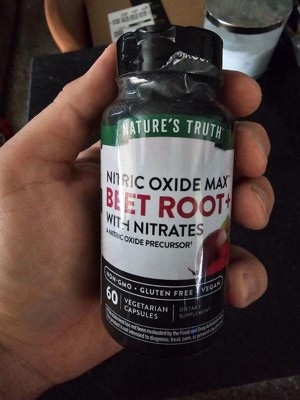 NATURE'S TRUTH
NITRIC OXIDE MAX™
BEET ROOT+
WITH NITRATES
A NITRIC OXIDE PRECURSOR†
NON-GMO • GLUTEN FREE • VEGAN
60 VEGETARIAN CAPSULES
DIETARY SUPPLEMENT